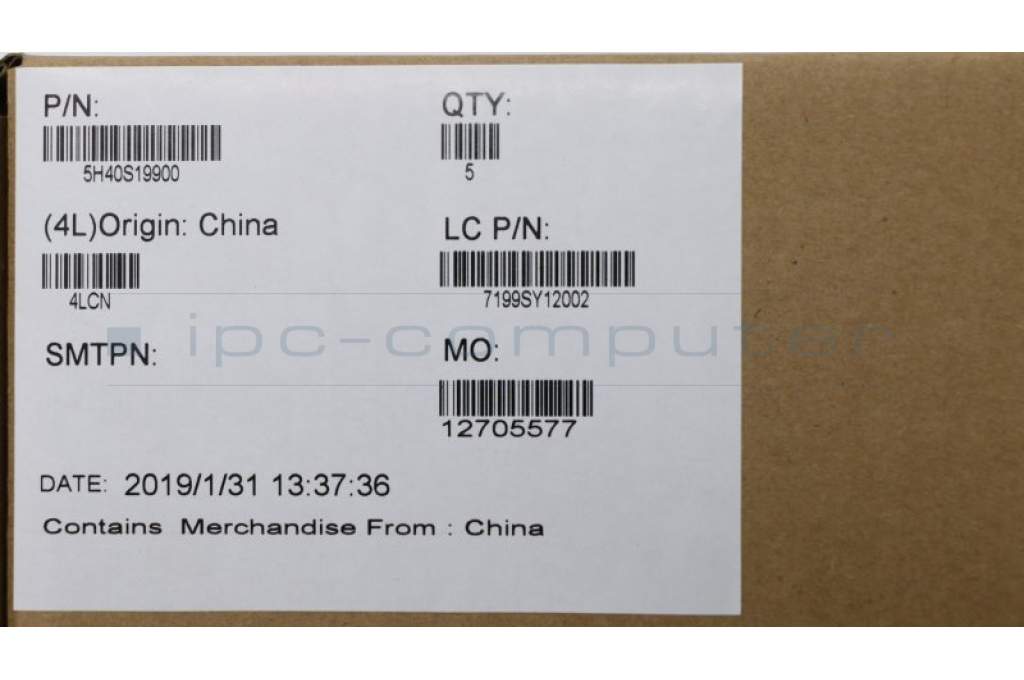 P/N: QTY:
5H40S19900 5
(4L)Origin: China LC P/N:
4LCN 7199SY12002
ipc-computer
SMTPN: MO:
12705577
DATE: 2019/1/31 13:37:36
Contains Merchandise From : China